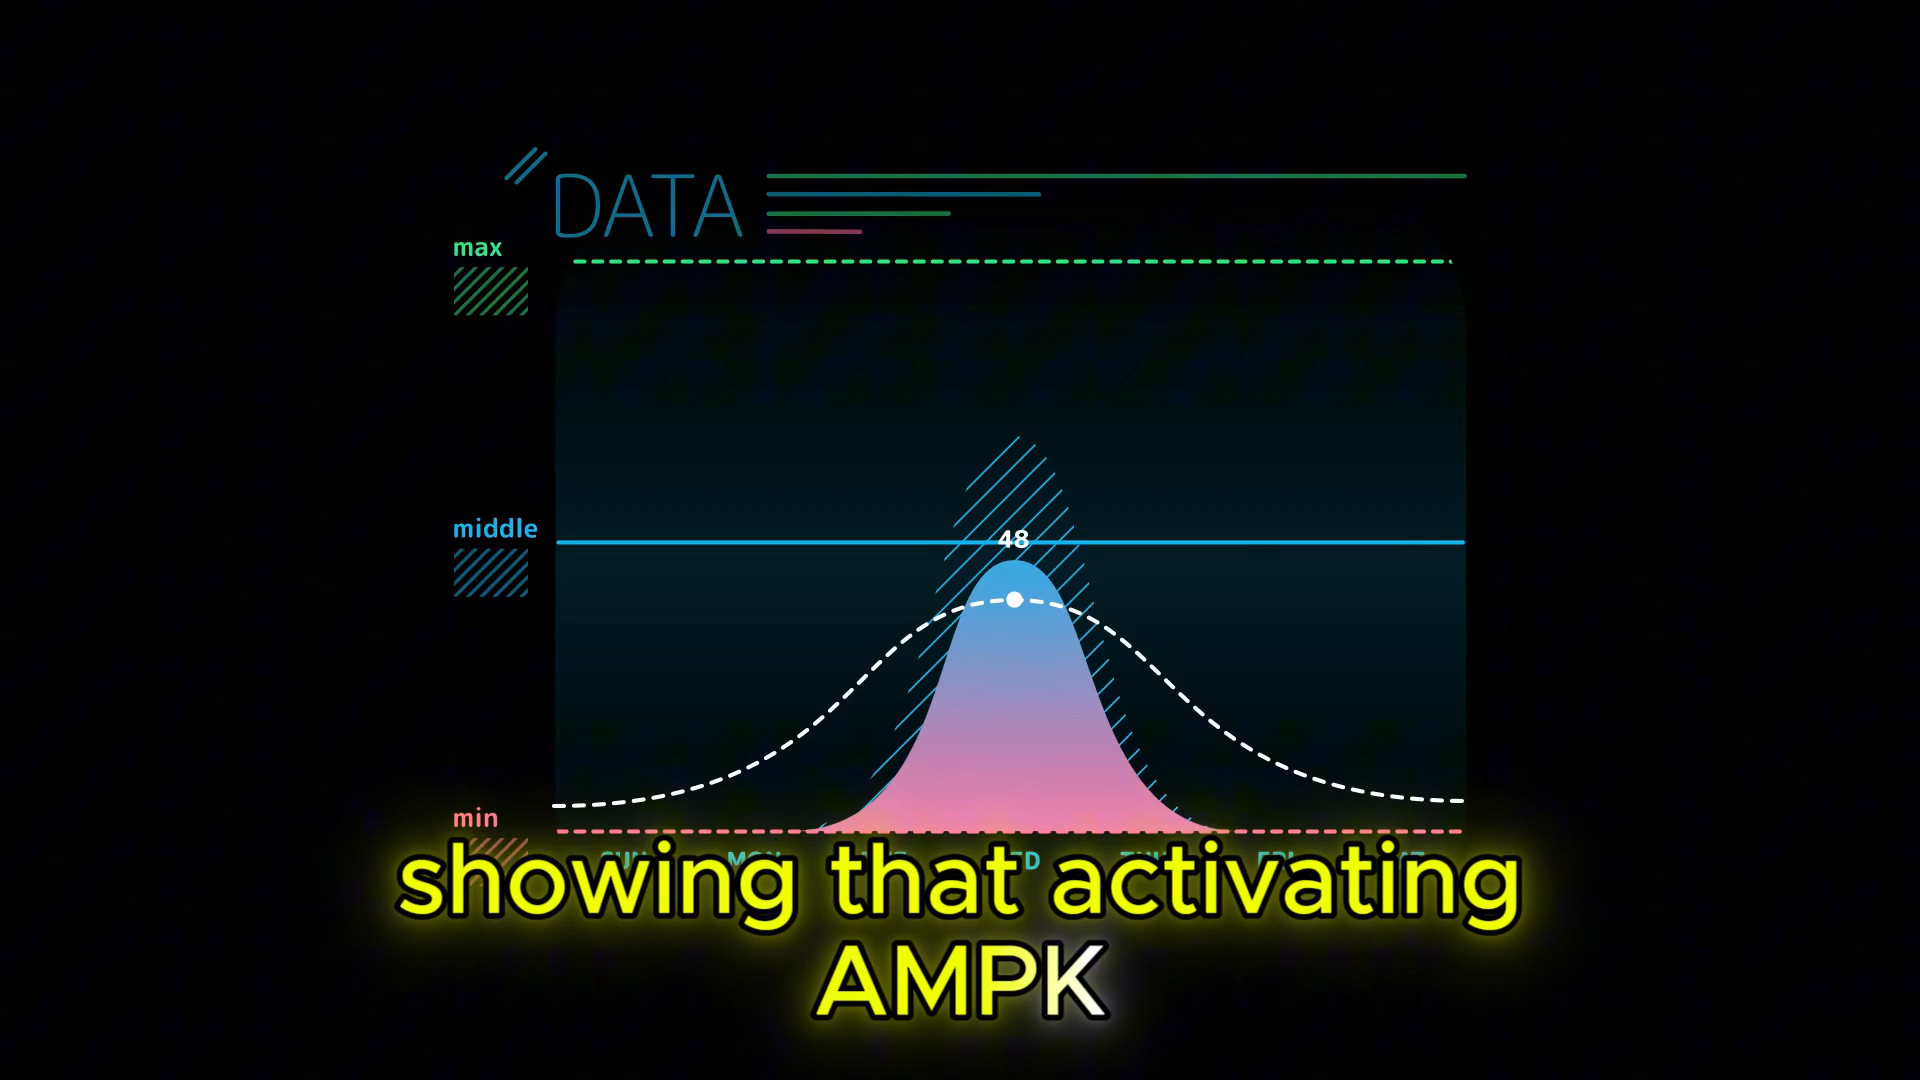 DATA
max
middle
48
min
showing that activating
AMPK